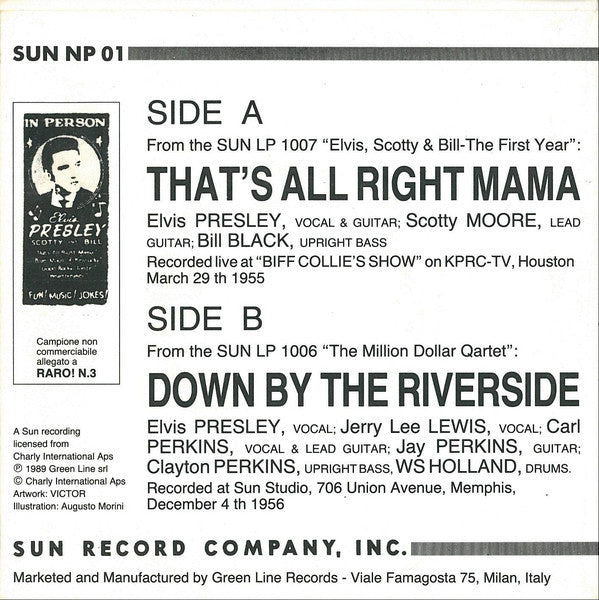 SUN NP 01
IN PERSON
Elvis
PRESLEY
SCOTTY and BILL
That's All Right Mama
FUN! MUSIC! JOKES!
Campione non
commerciabile
allegato a
RARO! N.3
SIDE A
From the SUN LP 1007 “Elvis, Scotty & Bill-The First Year”:
THAT’S ALL RIGHT MAMA
Elvis PRESLEY, VOCAL & GUITAR; Scotty MOORE, LEAD
GUITAR; Bill BLACK, UPRIGHT BASS
Recorded live at “BIFF COLLIE’S SHOW” on KPRC-TV, Houston
March 29 th 1955
SIDE B
From the SUN LP 1006 “The Million Dollar Qartet”:
DOWN BY THE RIVERSIDE
Elvis PRESLEY, VOCAL; Jerry Lee LEWIS, VOCAL; Carl
PERKINS, VOCAL & LEAD GUITAR; Jay PERKINS, GUITAR;
Clayton PERKINS, UPRIGHT BASS, WS HOLLAND, DRUMS.
Recorded at Sun Studio, 706 Union Avenue, Memphis,
December 4 th 1956
A Sun recording
licensed from
Charly International Aps
℗ 1989 Green Line srl
© Charly International Aps
Artwork: VICTOR
Illustration: Augusto Morini
SUN RECORD COMPANY, INC.
Marketed and Manufactured by Green Line Records - Viale Famagosta 75, Milan, Italy